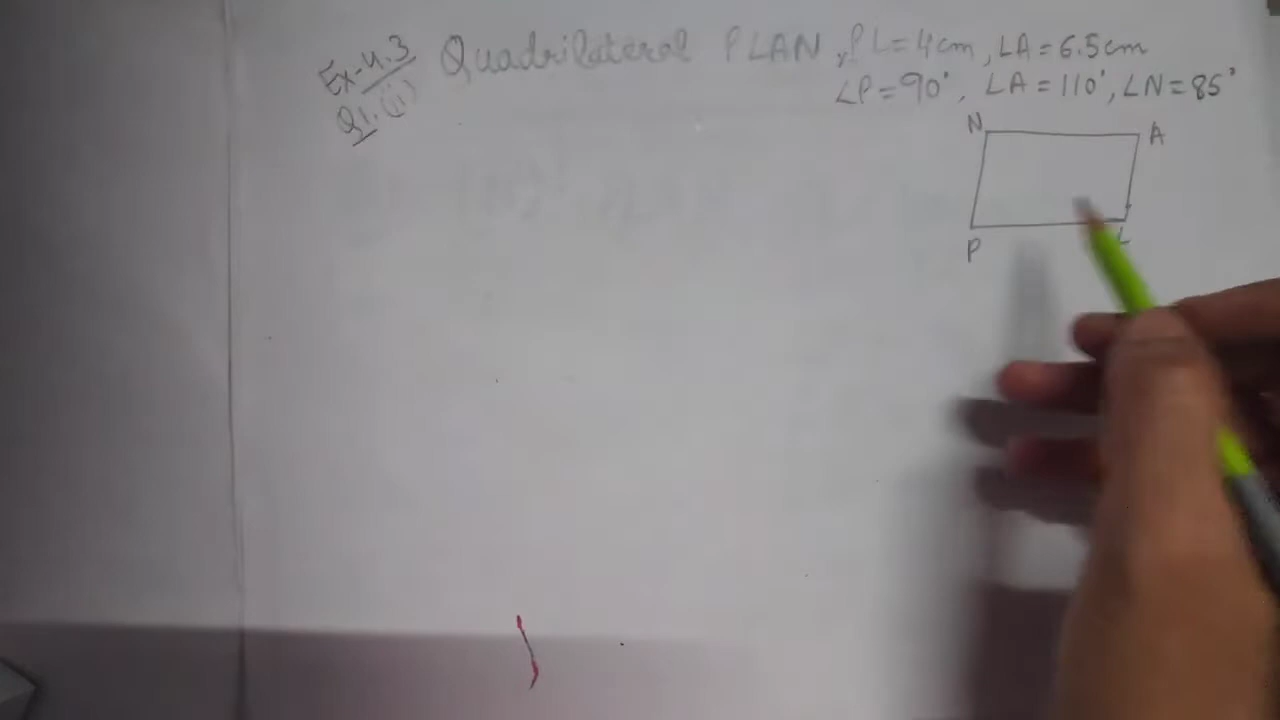 Ex-4.3 Quadrilateral PLAN, PL=4cm, LA=6.5cm
Q1.(ii) ∠P=90°, ∠A=110°, ∠N=85°
N A
P L